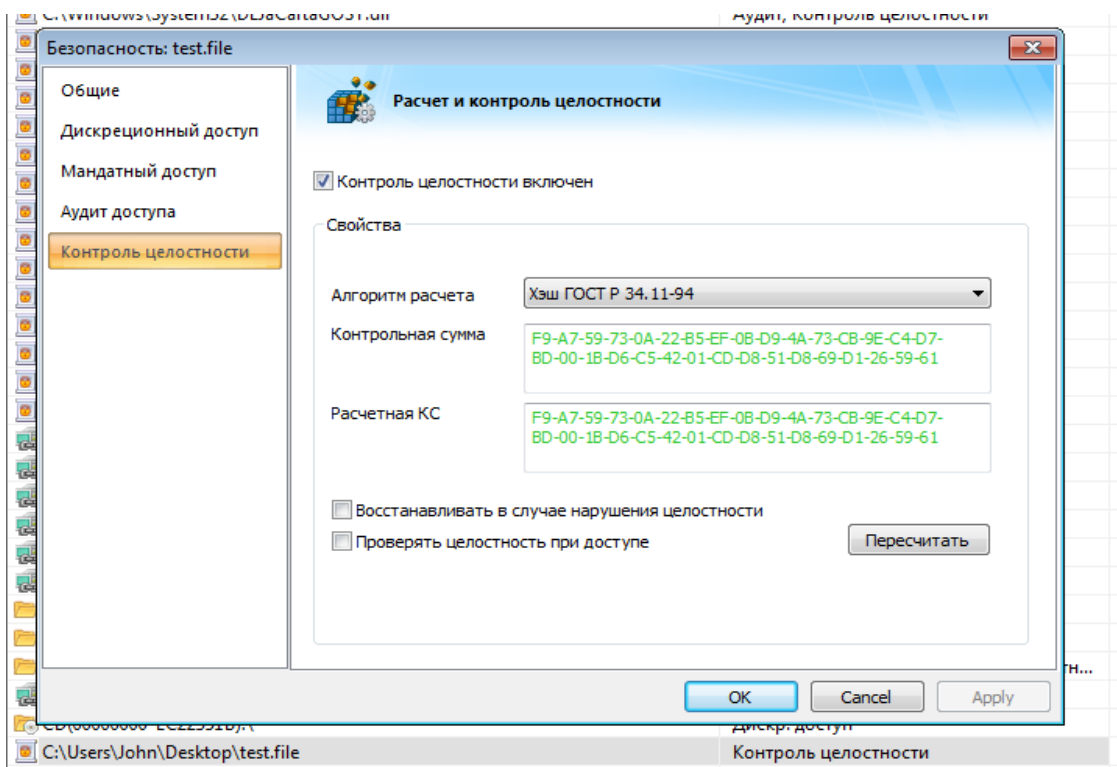 C:\Windows\System32\DLJaCartaGOST.dll Аудит, Контроль целостности
Безопасность: test.file
Общие
Дискреционный доступ
Мандатный доступ
Аудит доступа
Контроль целостности
Расчет и контроль целостности
Контроль целостности включен
Свойства
Алгоритм расчета
Хэш ГОСТ Р 34.11-94
Контрольная сумма
F9-A7-59-73-0A-22-B5-EF-0B-D9-4A-73-CB-9E-C4-D7-
BD-00-1B-D6-C5-42-01-CD-D8-51-D8-69-D1-26-59-61
Расчетная КС
F9-A7-59-73-0A-22-B5-EF-0B-D9-4A-73-CB-9E-C4-D7-
BD-00-1B-D6-C5-42-01-CD-D8-51-D8-69-D1-26-59-61
Восстанавливать в случае нарушения целостности
Проверять целостность при доступе
Пересчитать
тн...
OK
Cancel
Apply
Дискр. доступ
C:\Users\John\Desktop\test.file Контроль целостности